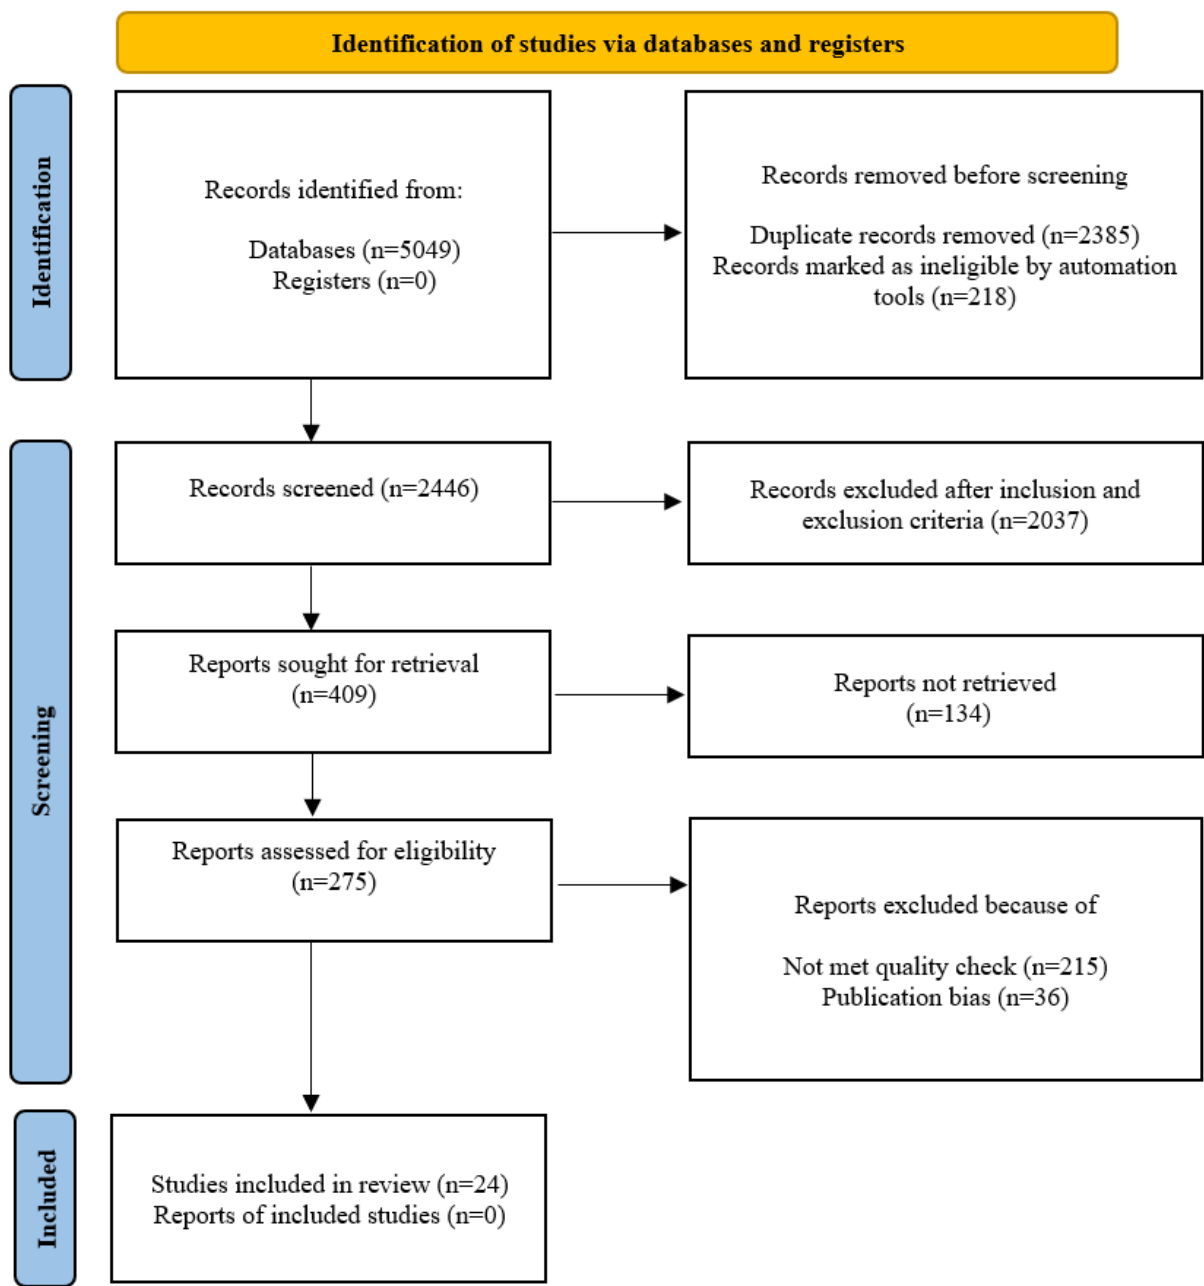 Identification of studies via databases and registers
Identification
Records identified from:
Databases (n=5049)
Registers (n=0)
Records removed before screening
Duplicate records removed (n=2385)
Records marked as ineligible by automation
tools (n=218)
Screening
Records screened (n=2446)
Records excluded after inclusion and
exclusion criteria (n=2037)
Reports sought for retrieval
(n=409)
Reports not retrieved
(n=134)
Reports assessed for eligibility
(n=275)
Reports excluded because of
Not met quality check (n=215)
Publication bias (n=36)
Included
Studies included in review (n=24)
Reports of included studies (n=0)